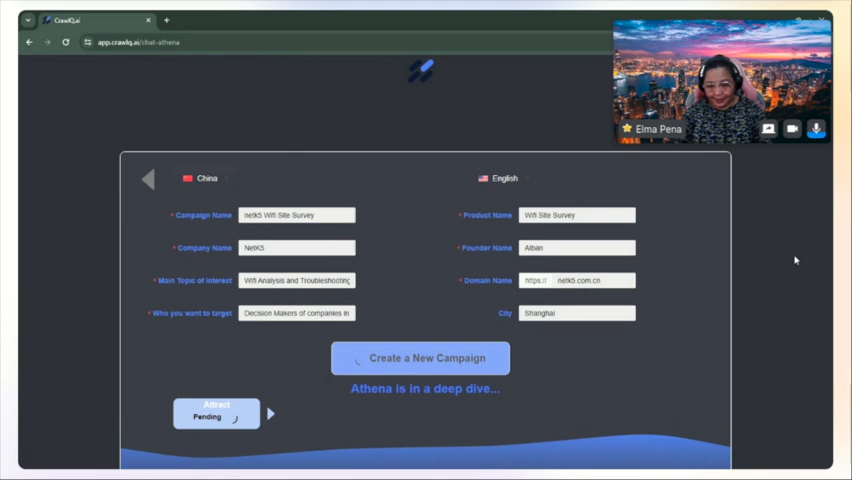 CrawlQ.ai
app.crawlq.ai/chat-athena
Elma Pena
China
English
* Campaign Name
netk5 Wifi Site Survey
* Product Name
Wifi Site Survey
* Company Name
NetK5
* Founder Name
Alban
* Main Topic of Interest
Wifi Analysis and Troubleshooting
* Domain Name
https://
netk5.com.cn
* Who you want to target
Decision Makers of companies in
City
Shanghai
Create a New Campaign
Athena is in a deep dive...
Attract
Pending